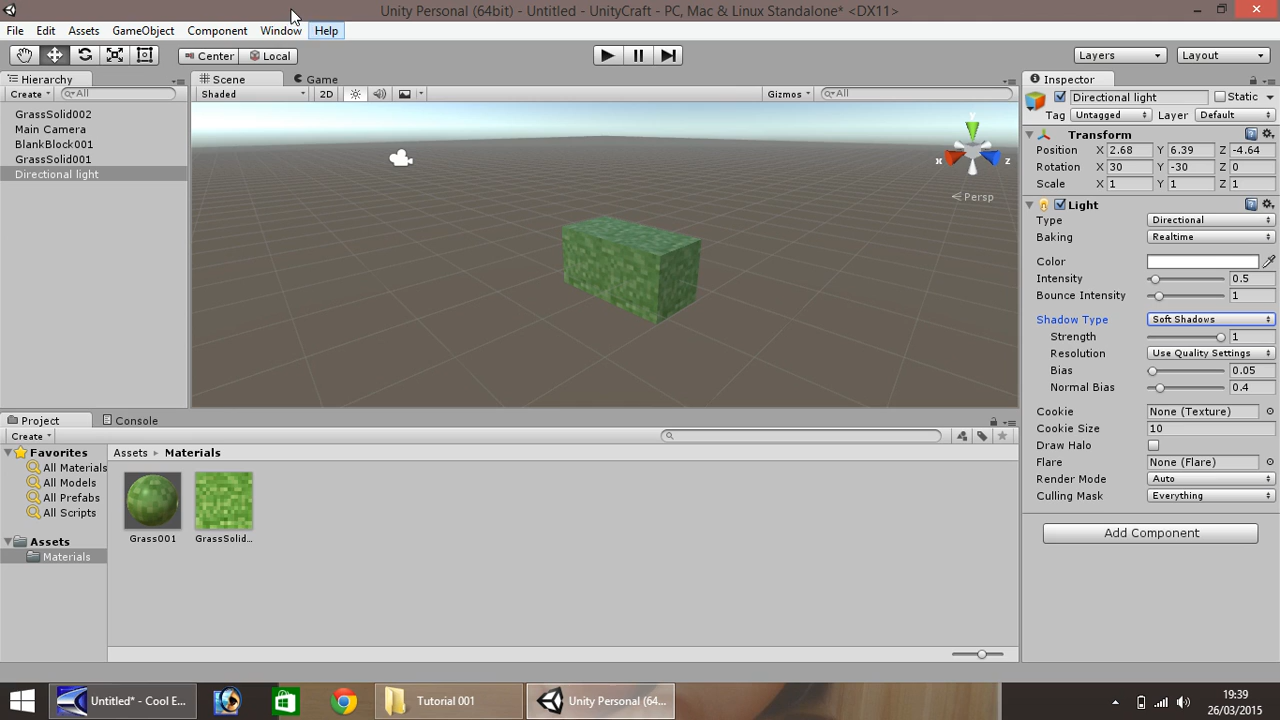 Unity Personal (64bit) - Untitled - UnityCraft - PC, Mac & Linux Standalone* <DX11>
File Edit Assets GameObject Component Window Help
Center Local Layers Layout
Hierarchy
Create All
GrassSolid002
Main Camera
BlankBlock001
GrassSolid001
Directional light
Scene Game
Shaded 2D Gizmos All
y
x z
Persp
Inspector
Directional light Static
Tag Untagged Layer Default
Transform
Position X 2.68 Y 6.39 Z -4.64
Rotation X 30 Y -30 Z 0
Scale X 1 Y 1 Z 1
Light
Type Directional
Baking Realtime
Color
Intensity 0.5
Bounce Intensity 1
Shadow Type Soft Shadows
Strength 1
Resolution Use Quality Settings
Bias 0.05
Normal Bias 0.4
Cookie None (Texture)
Cookie Size 10
Draw Halo
Flare None (Flare)
Render Mode Auto
Culling Mask Everything
Add Component
Project Console
Create
Favorites
All Materials
All Models
All Prefabs
All Scripts
Assets
Materials
Assets Materials
Grass001 GrassSolid...
Untitled* - Cool E...
Tutorial 001
Unity Personal (64...
19:39
26/03/2015